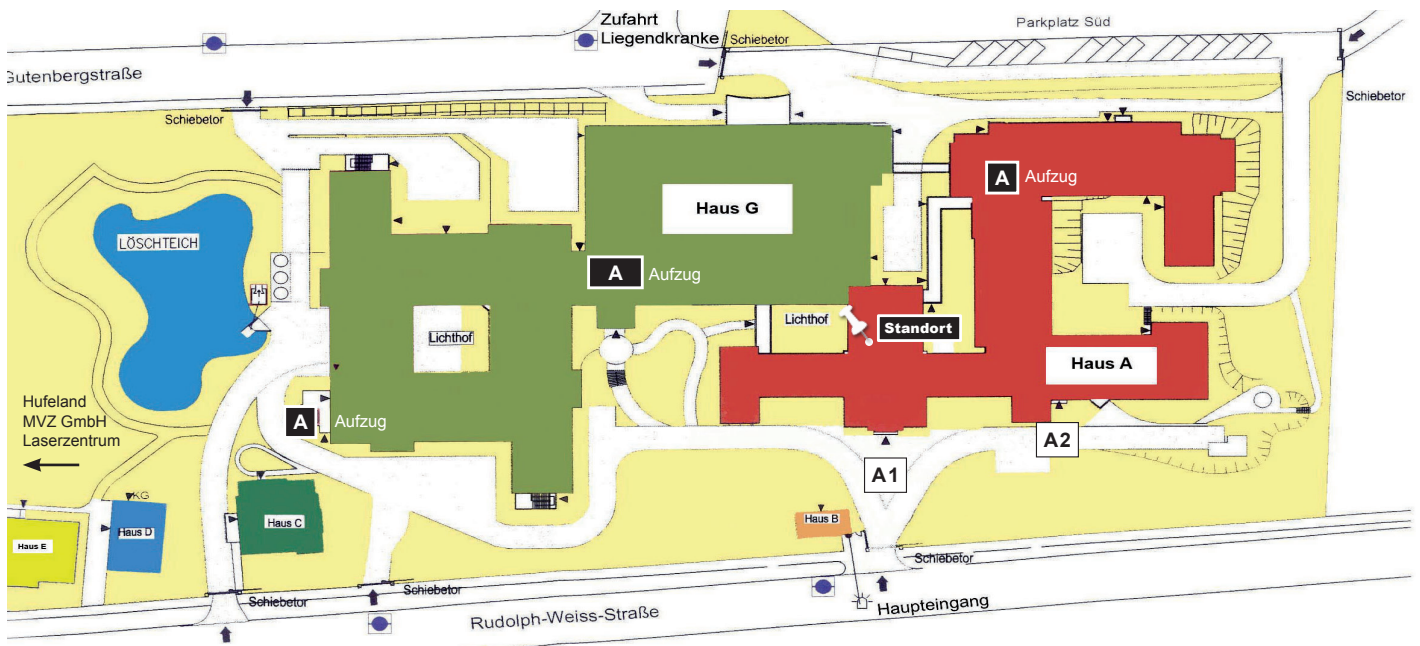 Zufahrt
Liegendkranke
Schiebetor
Parkplatz Süd
Gutenbergstraße
Schiebetor
Schiebetor
A Aufzug
Haus G
LÖSCHTEICH
A Aufzug
Lichthof
Lichthof
Standort
Haus A
Hufeland
MVZ GmbH
Laserzentrum
A Aufzug
A1
A2
KG
Haus E
Haus D
Haus C
Haus B
Schiebetor
Schiebetor
Schiebetor
Rudolph-Weiss-Straße
Haupteingang